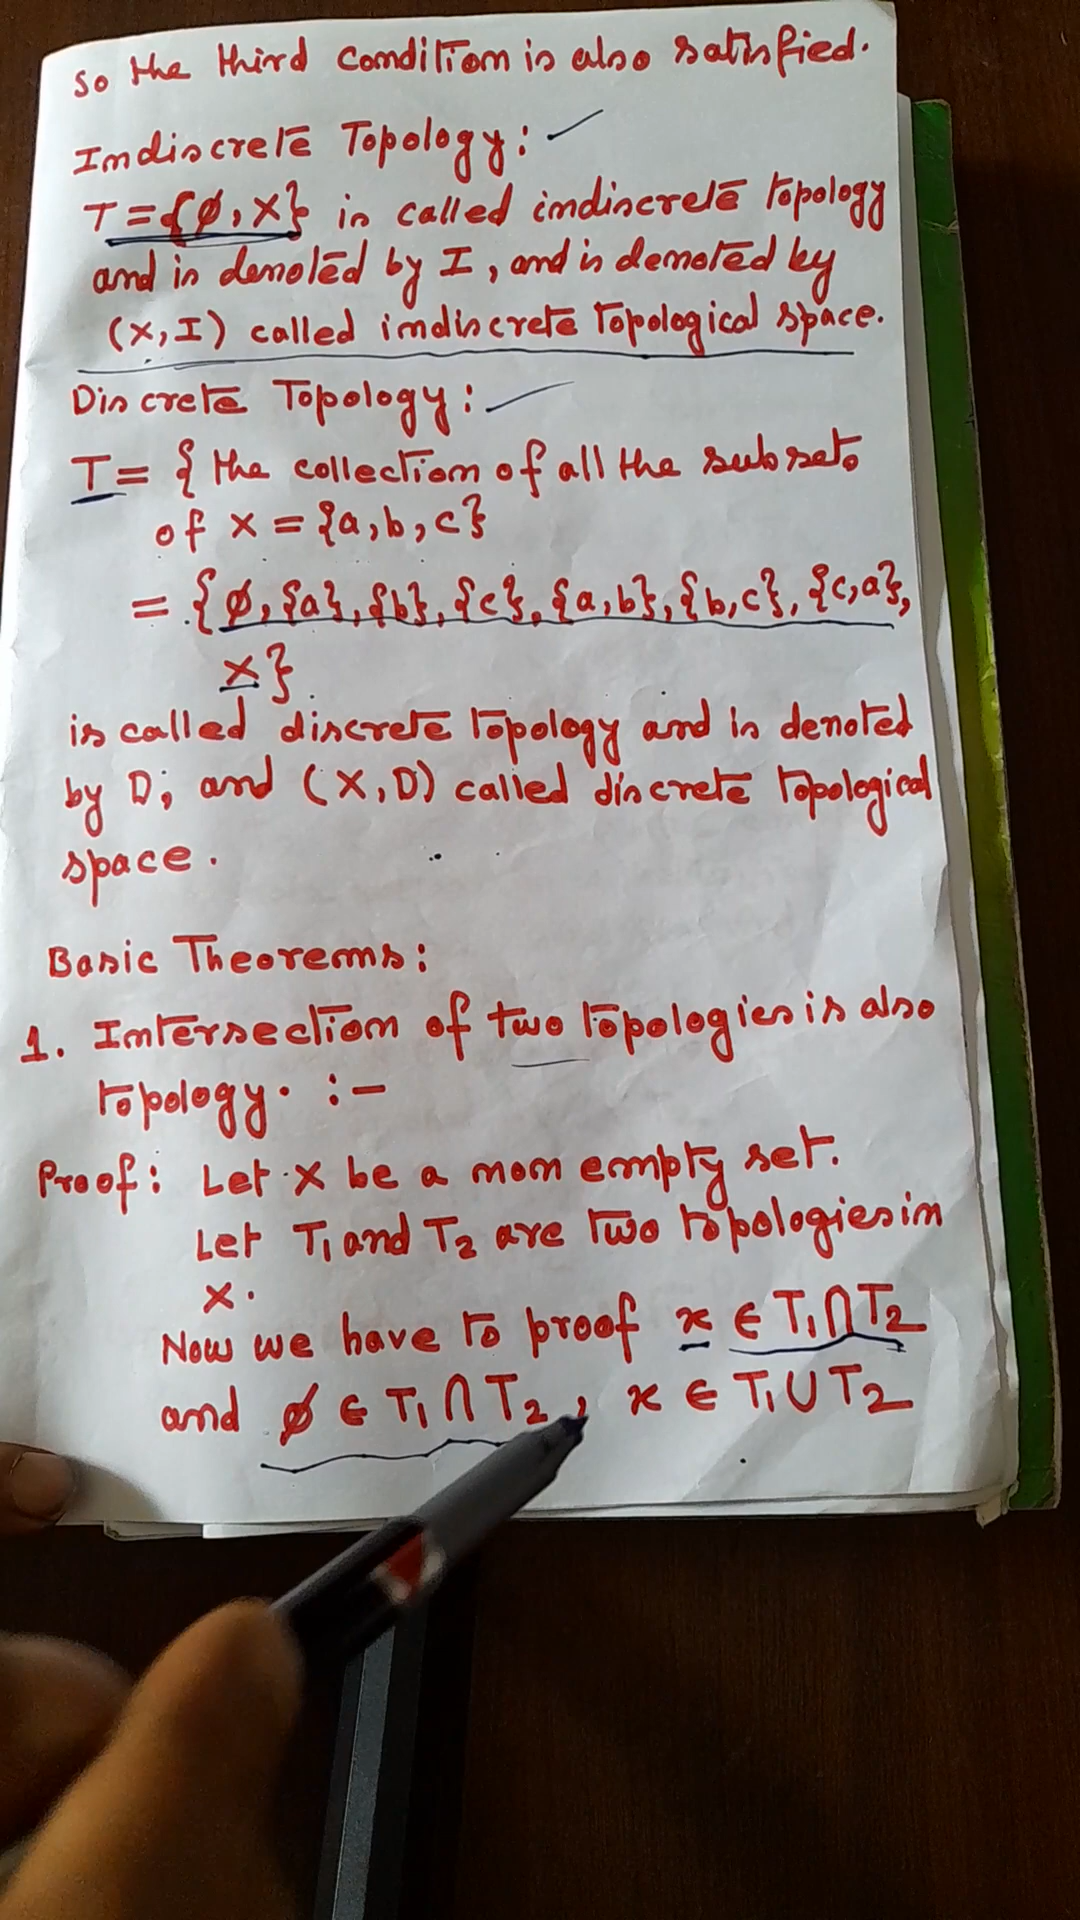 So the third condition is also satisfied.
Indiscrete Topology:
T={ϕ,X} is called indiscrete topology
and is denoted by I, and is denoted by
(X,I) called indiscrete topological space.
Discrete Topology:
T= {the collection of all the subsets
of X = {a,b,c}
= {ϕ,{a},{b},{c},{a,b},{b,c},{c,a},
X}
is called discrete topology and is denoted
by D; and (X,D) called discrete topological
space.
Basic Theorems:
1. Intersection of two topologies is also
topology. :-
Proof: Let X be a non empty set.
Let T₁ and T₂ are two topologies in
X.
Now we have to proof x ∈ T₁∩T₂
and ϕ ∈ T₁∩T₂, x ∈ T₁∪T₂